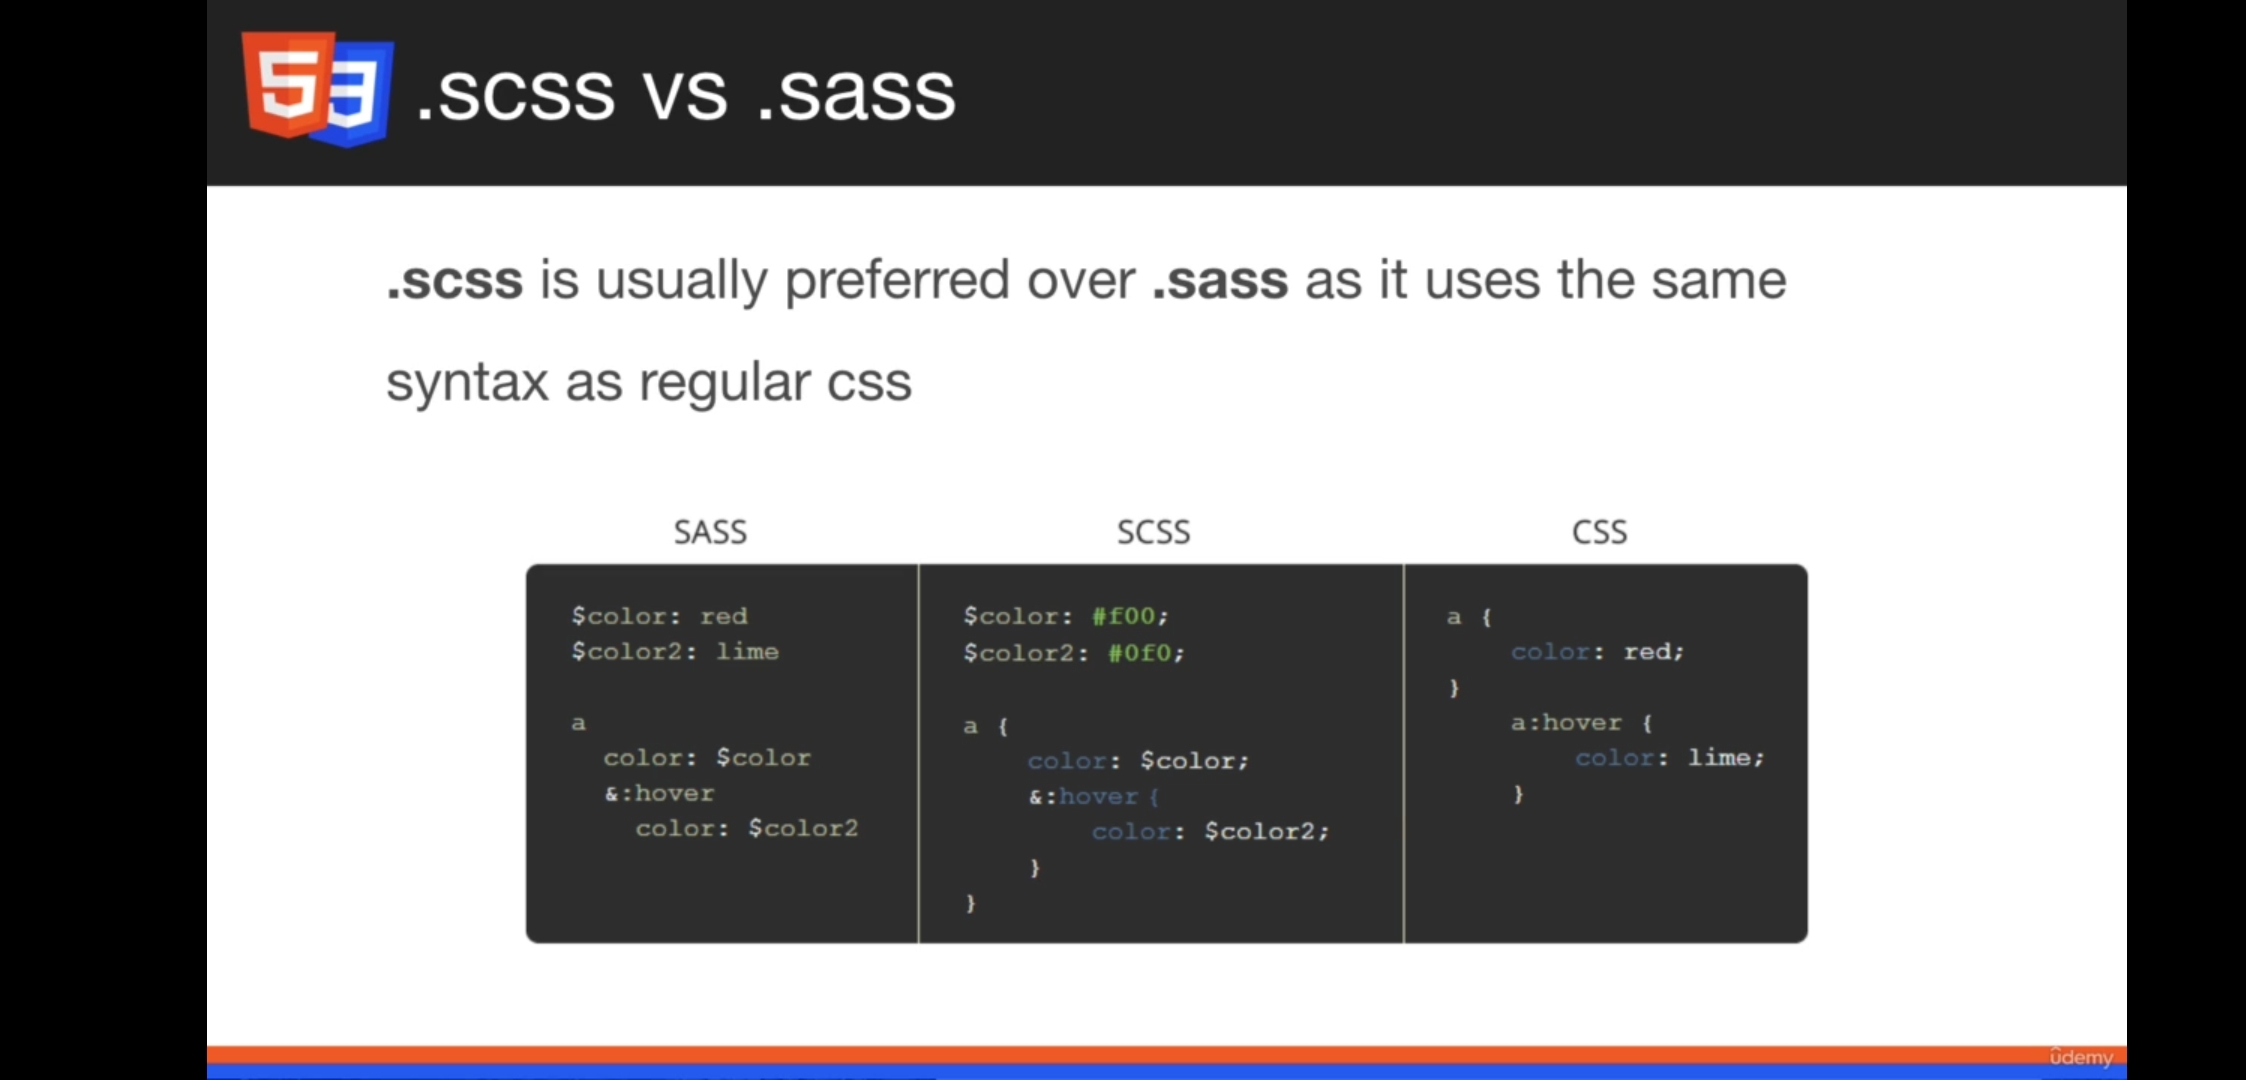 53
.scss vs .sass
.scss is usually preferred over .sass as it uses the same
syntax as regular css
SASS
$color: red
$color2: lime
a
color: $color
&:hover
color: $color2
SCSS
$color: #f00;
$color2: #0f0;
a {
color: $color;
&:hover {
color: $color2;
}
}
CSS
a {
color: red;
}
a:hover {
color: lime;
}
ûdemy